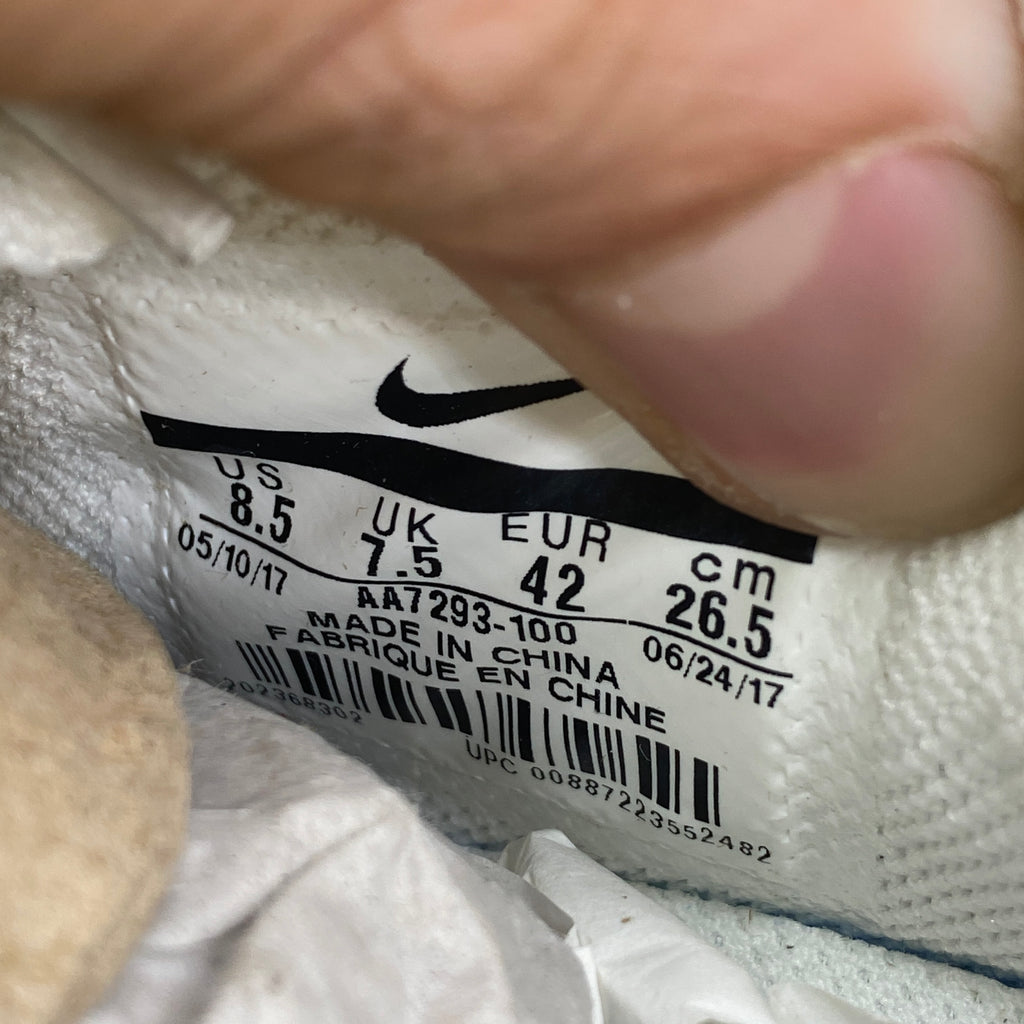 US UK EUR cm
8.5 7.5 42 26.5
05/10/17 AA7293-100 06/24/17
MADE IN CHINA
FABRIQUE EN CHINE
202368302
UPC 00887223552482